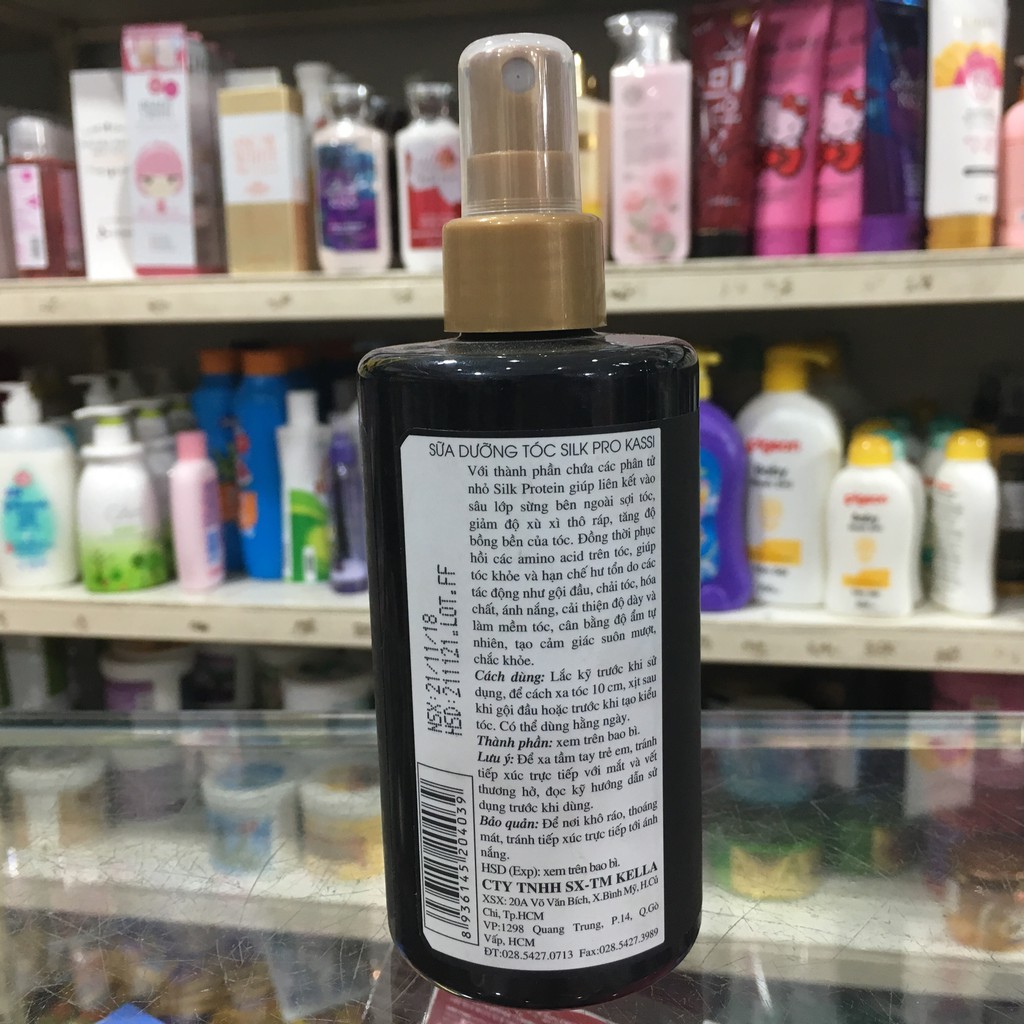 SỮA DƯỠNG TÓC SILK PRO KASSI
Với thành phần chứa các phân tử
nhỏ Silk Protein giúp liên kết vào
sâu lớp sừng bên ngoài sợi tóc,
giảm độ xù xì thô ráp, tăng độ
bồng bền của tóc. Đồng thời phục
hồi các amino acid trên tóc, giúp
tóc khỏe và hạn chế hư tổn do các
tác động như gội đầu, chải tóc, hóa
chất, ánh nắng, cải thiện độ dày và
làm mềm tóc, cân bằng độ ẩm tự
nhiên, tạo cảm giác suôn mượt,
chắc khỏe.
Cách dùng: Lắc kỹ trước khi sử
dụng, để cách xa tóc 10 cm, xịt sau
khi gội đầu hoặc trước khi tạo kiểu
tóc. Có thể dùng hằng ngày.
Thành phần: xem trên bao bì.
Lưu ý: Để xa tầm tay trẻ em, tránh
tiếp xúc trực tiếp với mắt và vết
thương hở, đọc kỹ hướng dẫn sử
dụng trước khi dùng.
Bảo quản: Để nơi khô ráo, thoáng
mát, tránh tiếp xúc trực tiếp tới ánh
nắng.
HSD (Exp): xem trên bao bì.
CTY TNHH SX-TM KELLA
XSX: 20A Võ Văn Bích, X.Bình Mỹ, H.Củ
Chi, Tp.HCM
VP:1298 Quang Trung, P.14, Q.Gò
Vấp, HCM
ĐT:028.5427.0713 Fax:028.5427.3989
NSX:21/11/18
HSD:211121.LOT.FF
8936145204039
pigeon
pigeon